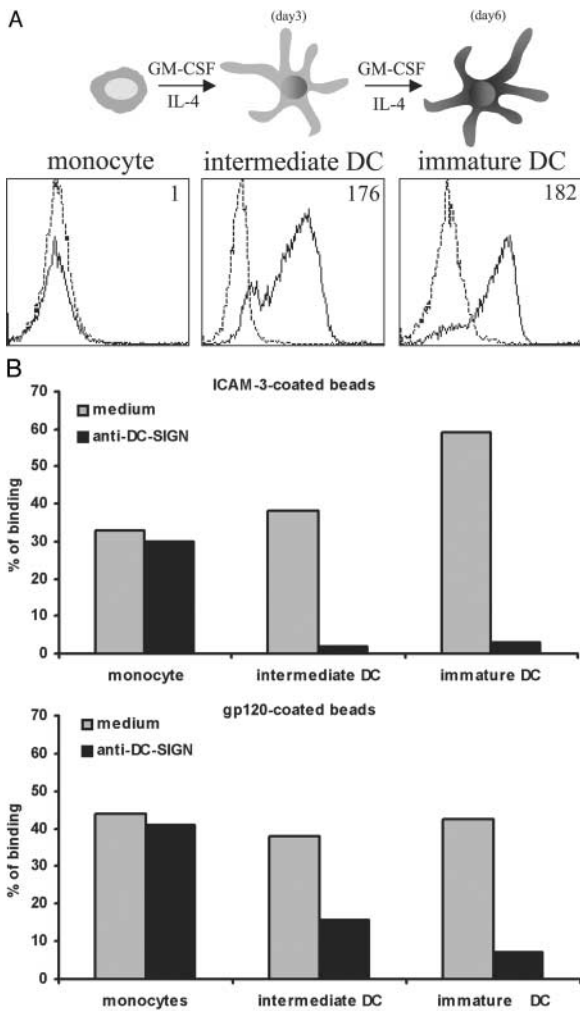 A
(day3)
(day6)
GM-CSF
IL-4
GM-CSF
IL-4
monocyte
intermediate DC
immature DC
1
176
182
B
ICAM-3-coated beads
medium
anti-DC-SIGN
% of binding
70
60
50
40
30
20
10
0
monocyte
intermediate DC
immature DC
gp120-coated beads
medium
anti-DC-SIGN
% of binding
70
60
50
40
30
20
10
0
monocytes
intermediate DC
immature DC